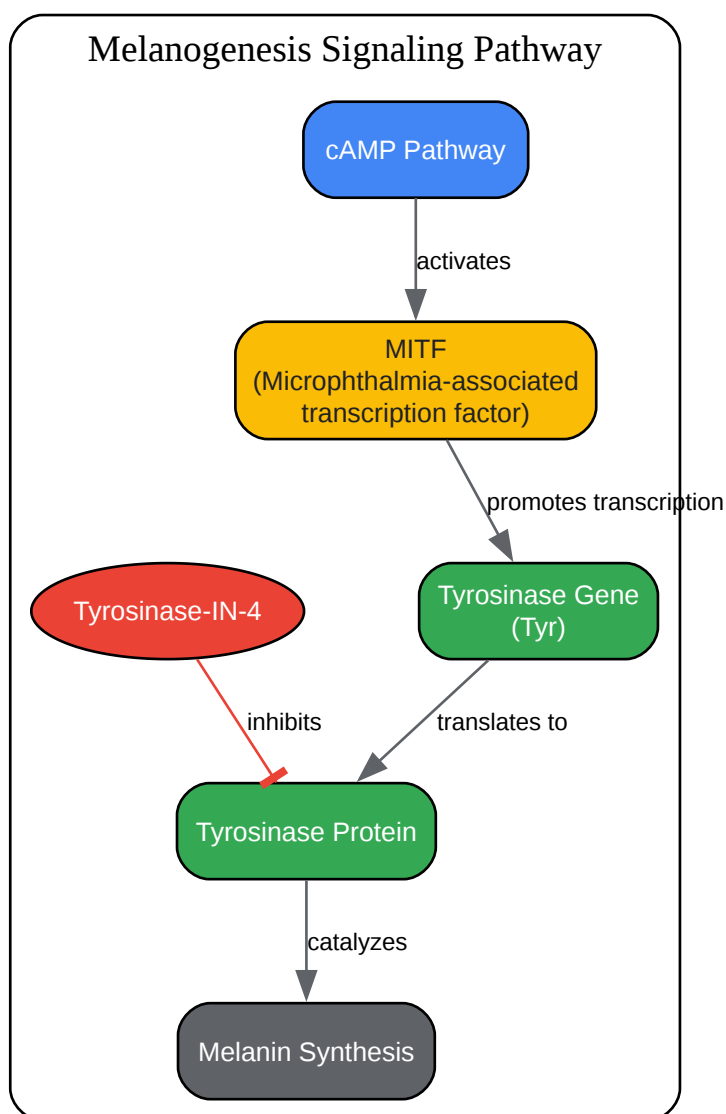 Melanogenesis Signaling Pathway
cAMP Pathway
activates
MITF
(Microphthalmia-associated
transcription factor)
promotes transcription
Tyrosinase-IN-4
Tyrosinase Gene
(Tyr)
inhibits
translates to
Tyrosinase Protein
catalyzes
Melanin Synthesis